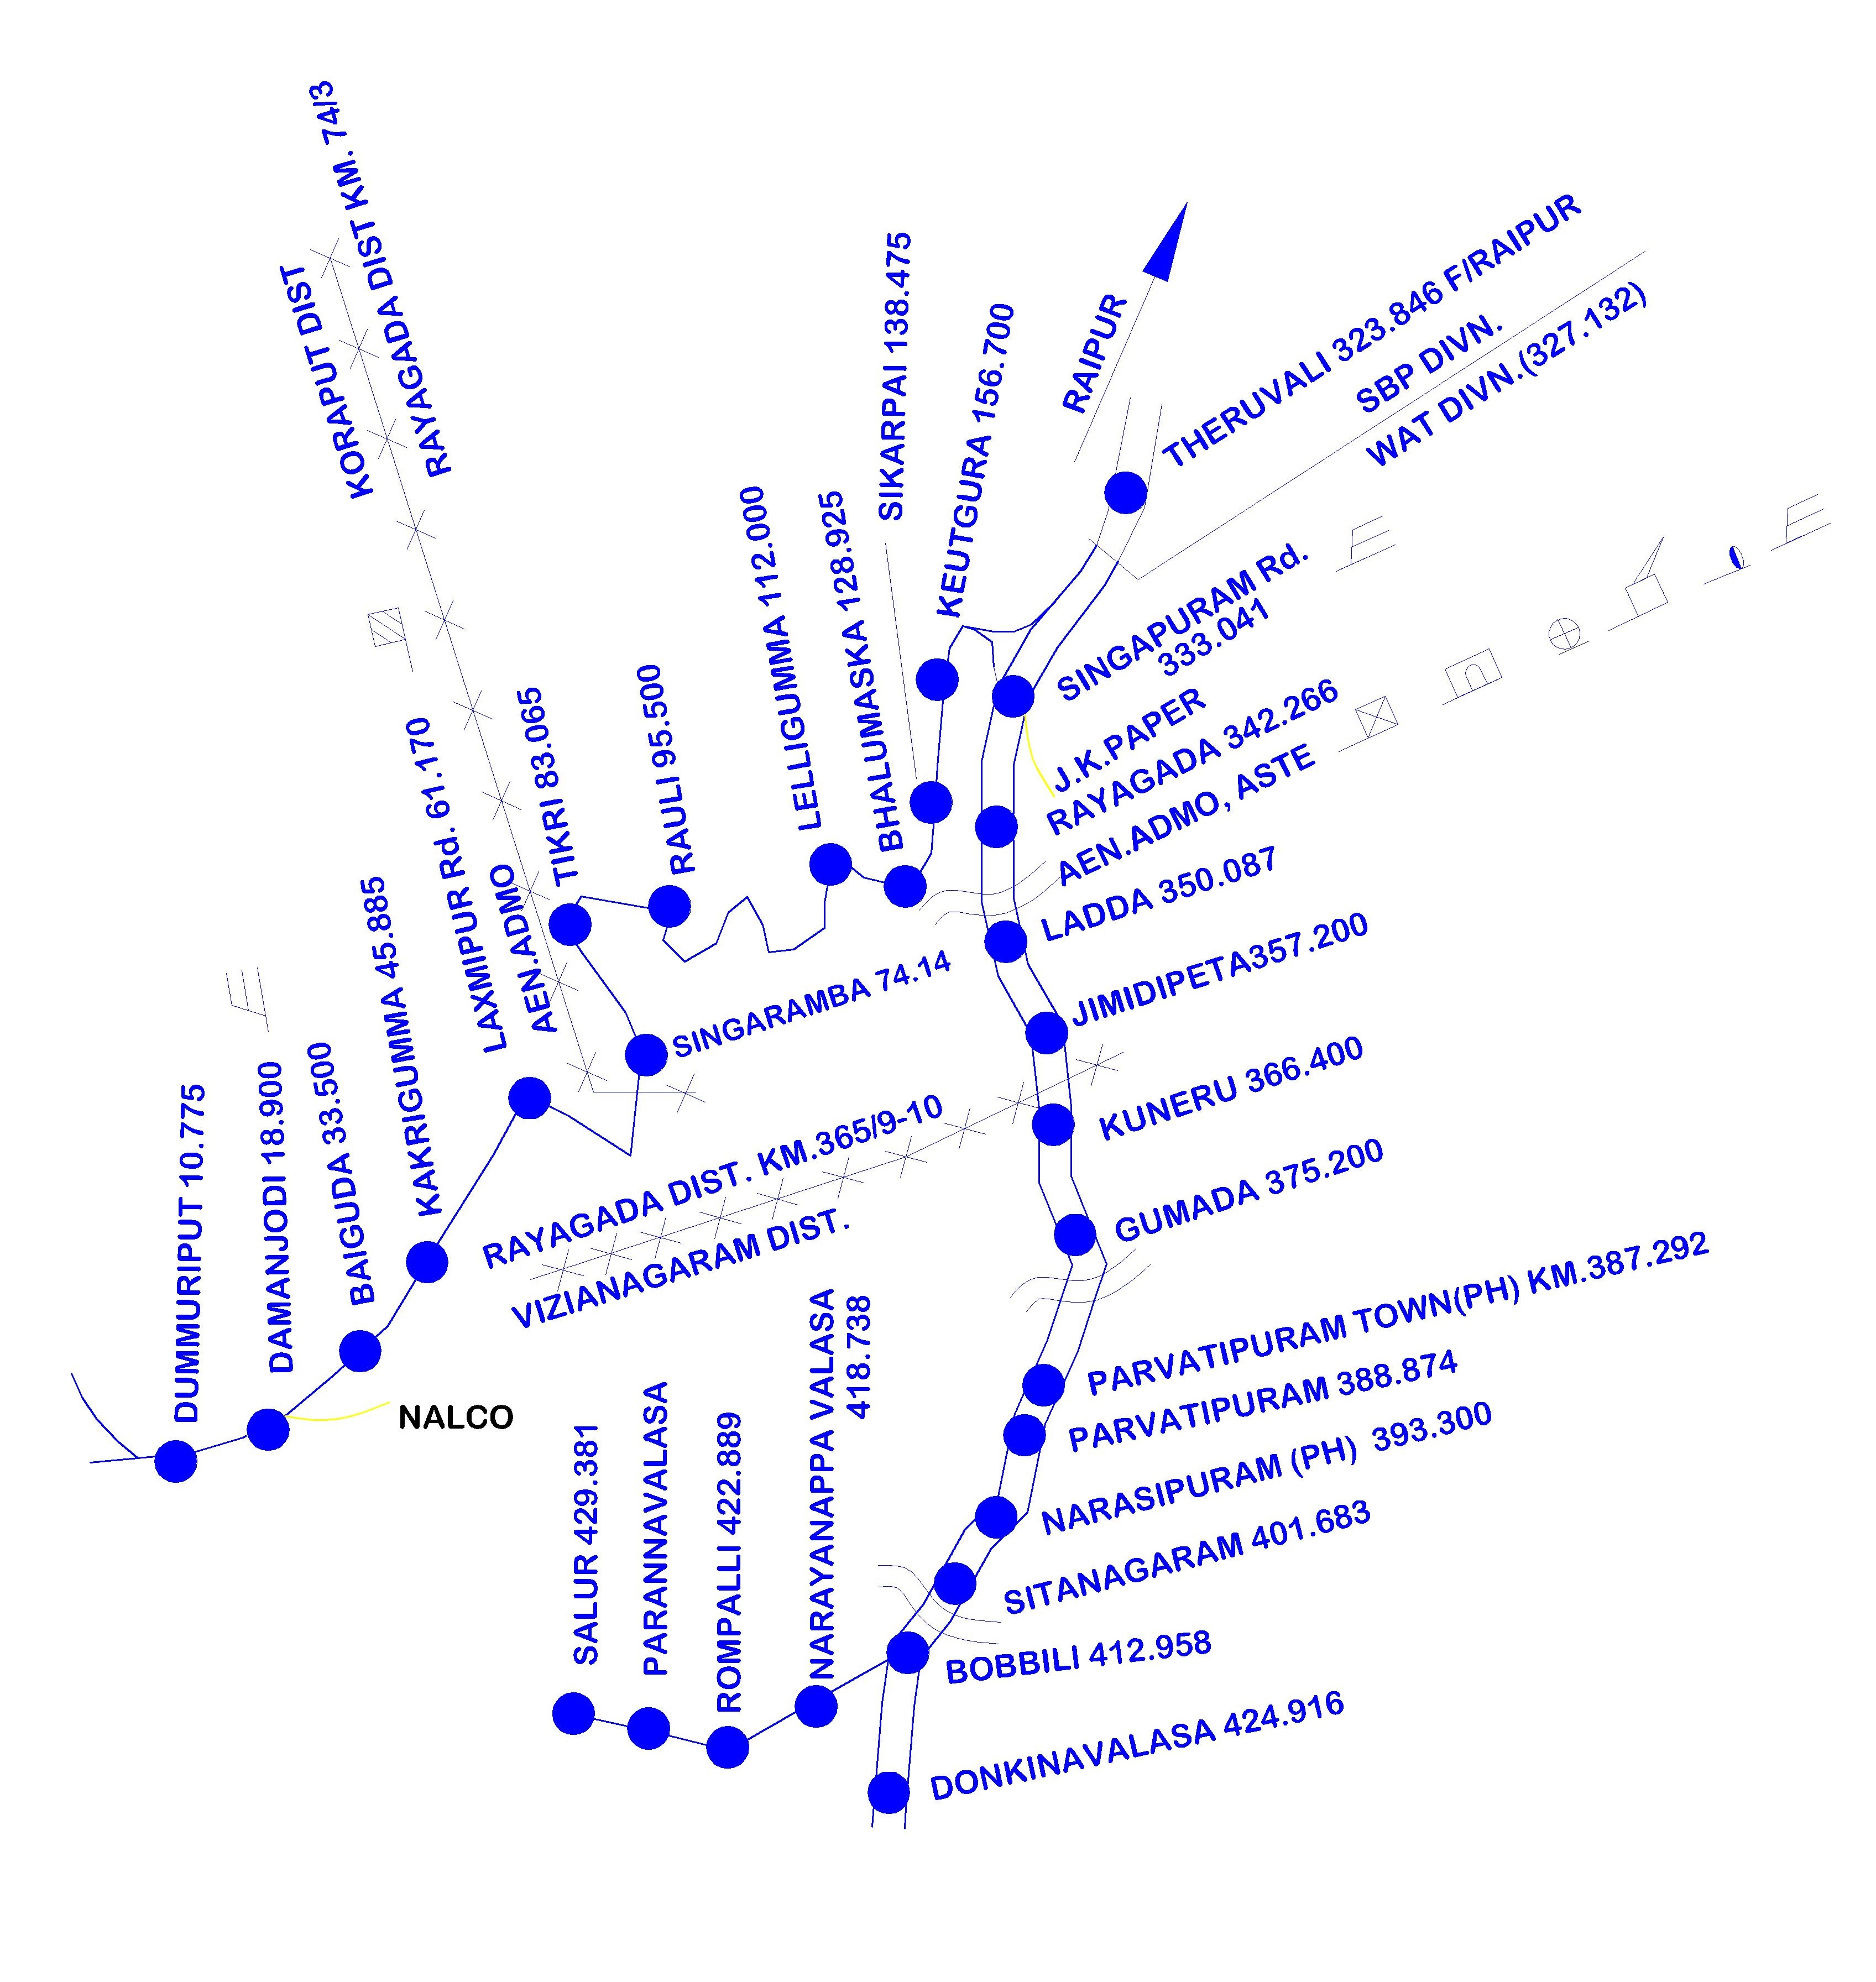 KORAPUT DIST
RAYAGADA DIST KM. 74/3
RAIPUR
THERUVALI 323.846 F/RAIPUR
SBP DIVN.
WAT DIVN.(327.132)
SIKARPAI 138.475
KEUTGURA 156.700
LELLIGUMMA 112.000
BHALUMASKA 128.925
SINGAPURAM Rd.
333.041
J.K.PAPER
RAYAGADA 342.266
AEN.ADMO, ASTE
RAULI 95.500
TIKRI 83.065
LAXMIPUR Rd. 61.170
AEN.ADMO
LADDA 350.087
JIMIDIPETA357.200
SINGARAMBA 74.14
KAKRIGUMMA 45.885
BAIGUDA 33.500
DAMANJODI 18.900
DUMMURIPUT 10.775
KUNERU 366.400
RAYAGADA DIST. KM.365/9-10
VIZIANAGARAM DIST.
GUMADA 375.200
PARVATIPURAM TOWN(PH) KM.387.292
PARVATIPURAM 388.874
NALCO
NARASIPURAM (PH) 393.300
SITANAGARAM 401.683
SALUR 429.381
PARANNAVALASA
ROMPALLI 422.889
NARAYANAPPA VALASA
418.738
BOBBILI 412.958
DONKINAVALASA 424.916